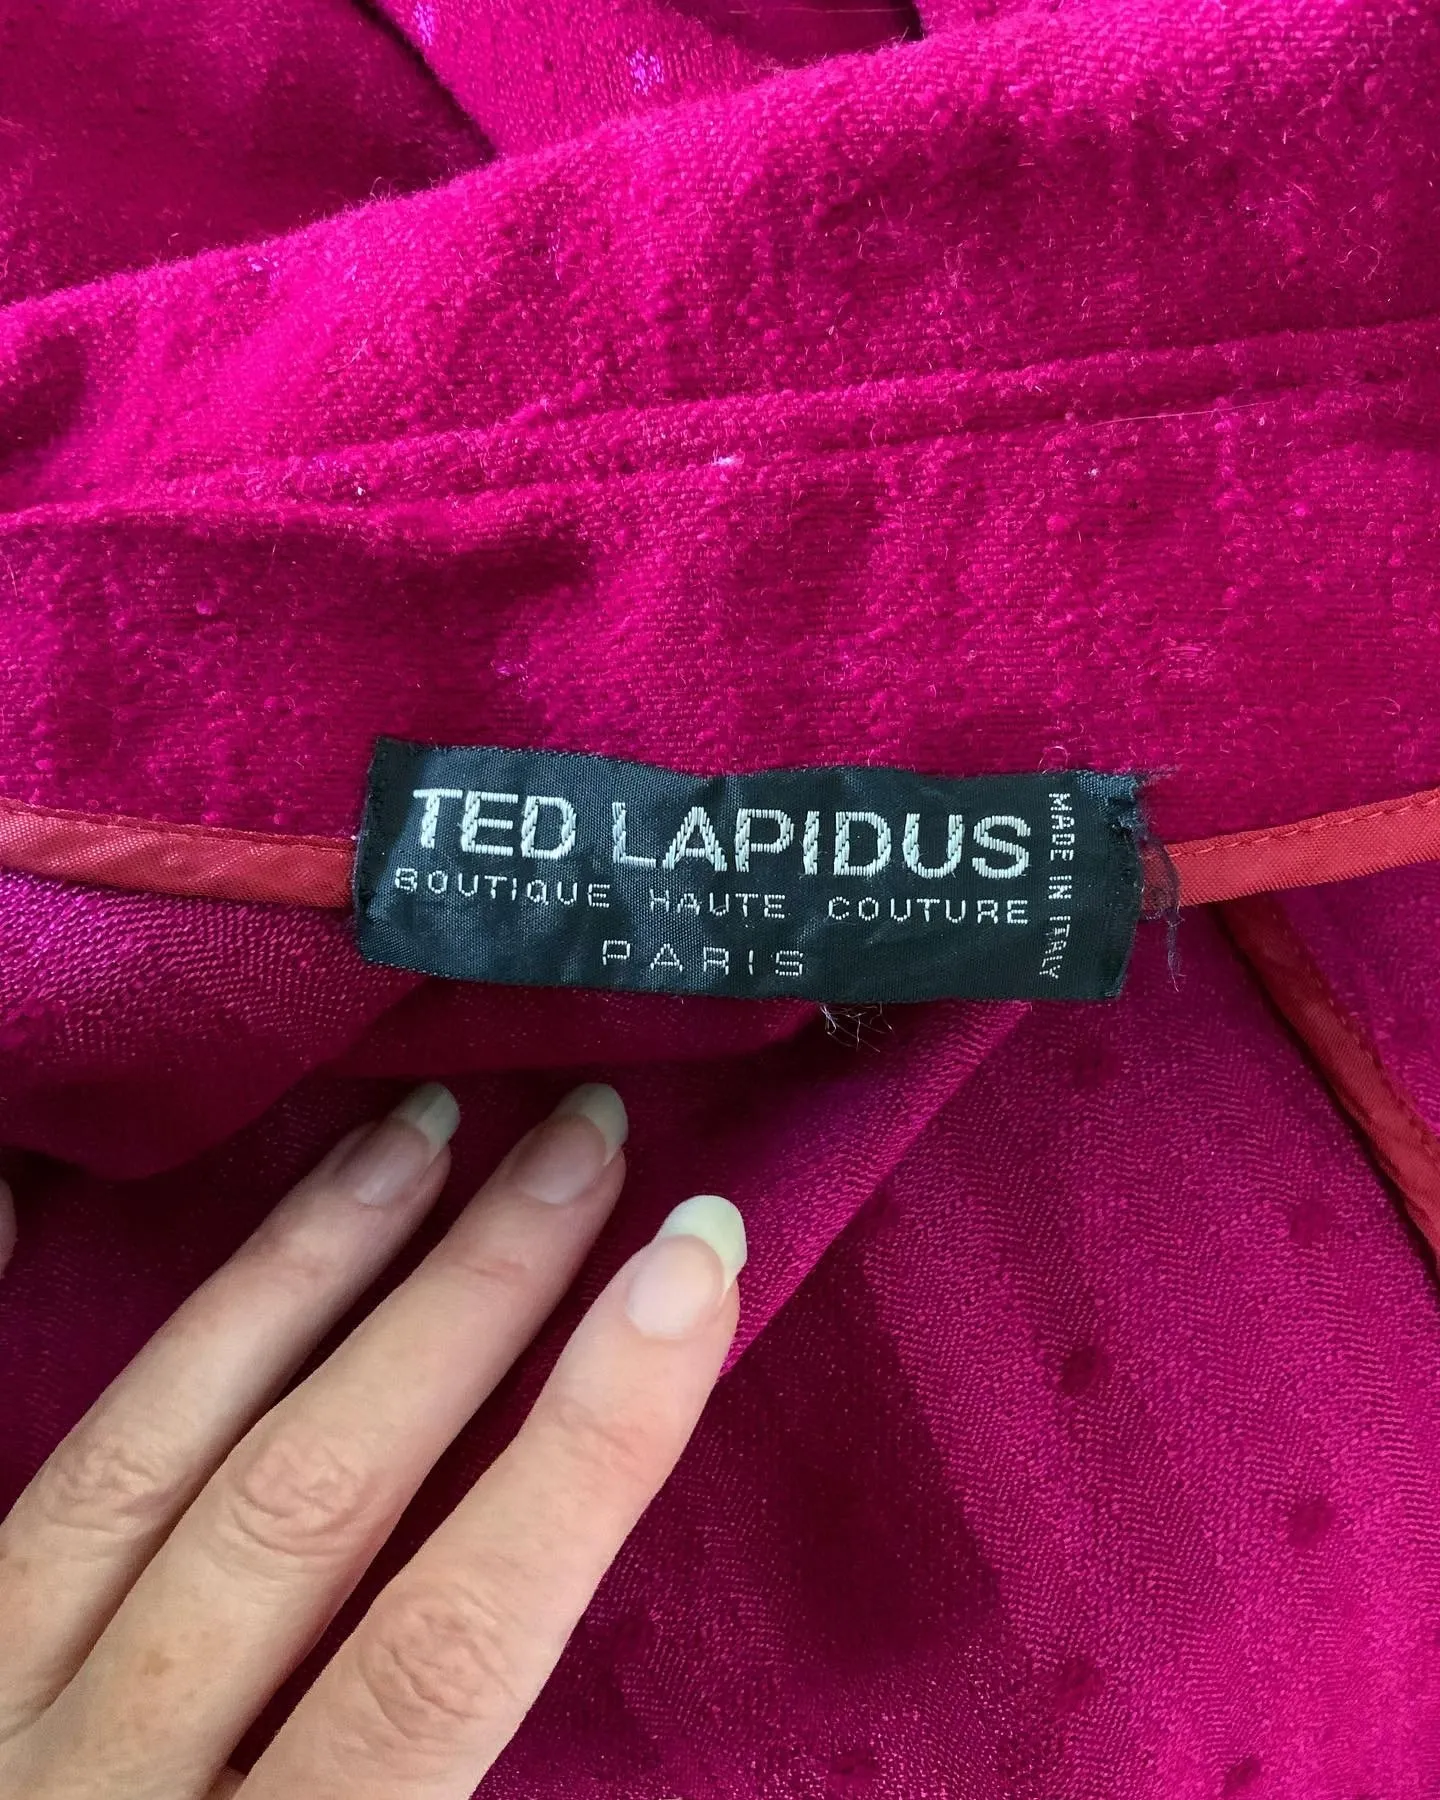 TED LAPIDUS
BOUTIQUE HAUTE COUTURE
PARIS
MADE IN ITALY